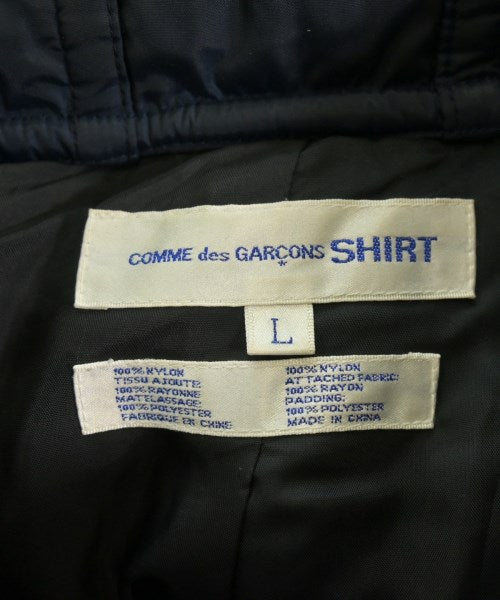 COMME des GARÇONS SHIRT
L
100% NYLON
TISSU AJOUTE:
100% RAYONNE
MATELASSAGE:
100% POLYESTER
FABRIQUE EN CHINE
100% NYLON
ATTACHED FABRIC:
100% RAYON
PADDING:
100% POLYESTER
MADE IN CHINA